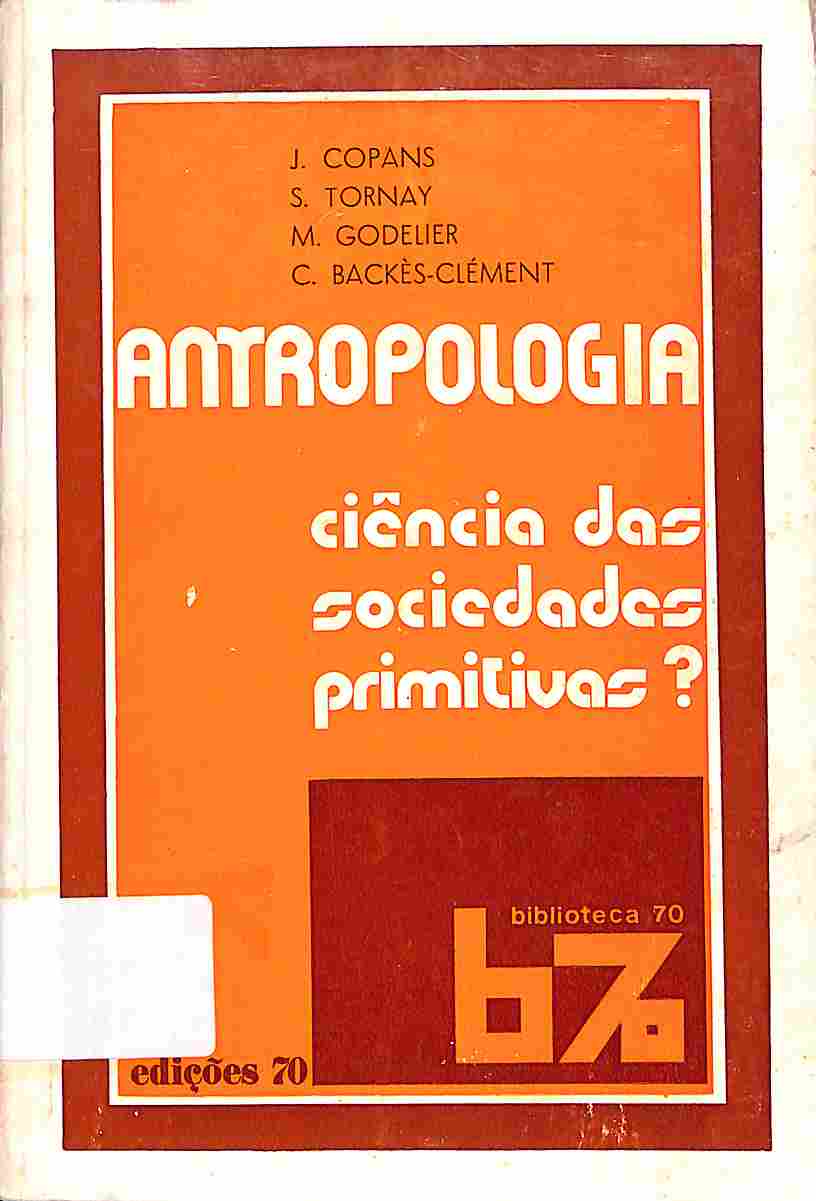 J. COPANS
S. TORNAY
M. GODELIER
C. BACKÈS-CLÉMENT
ANTROPOLOGIA
ciência das
sociedades
primitivas?
biblioteca 70
b70
edições 70